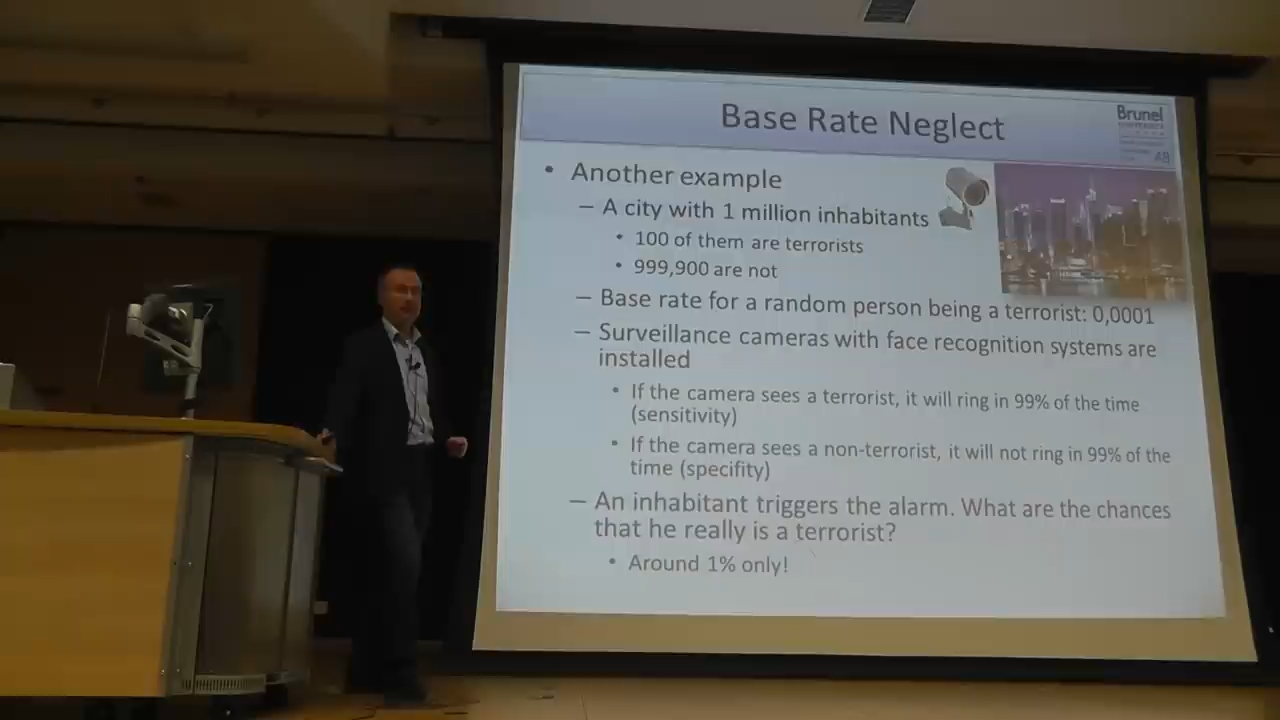 Base Rate Neglect
Brunel
48
• Another example
– A city with 1 million inhabitants
• 100 of them are terrorists
• 999,900 are not
– Base rate for a random person being a terrorist: 0,0001
– Surveillance cameras with face recognition systems are
installed
• If the camera sees a terrorist, it will ring in 99% of the time
(sensitivity)
• If the camera sees a non-terrorist, it will not ring in 99% of the
time (specifity)
– An inhabitant triggers the alarm. What are the chances
that he really is a terrorist?
• Around 1% only!